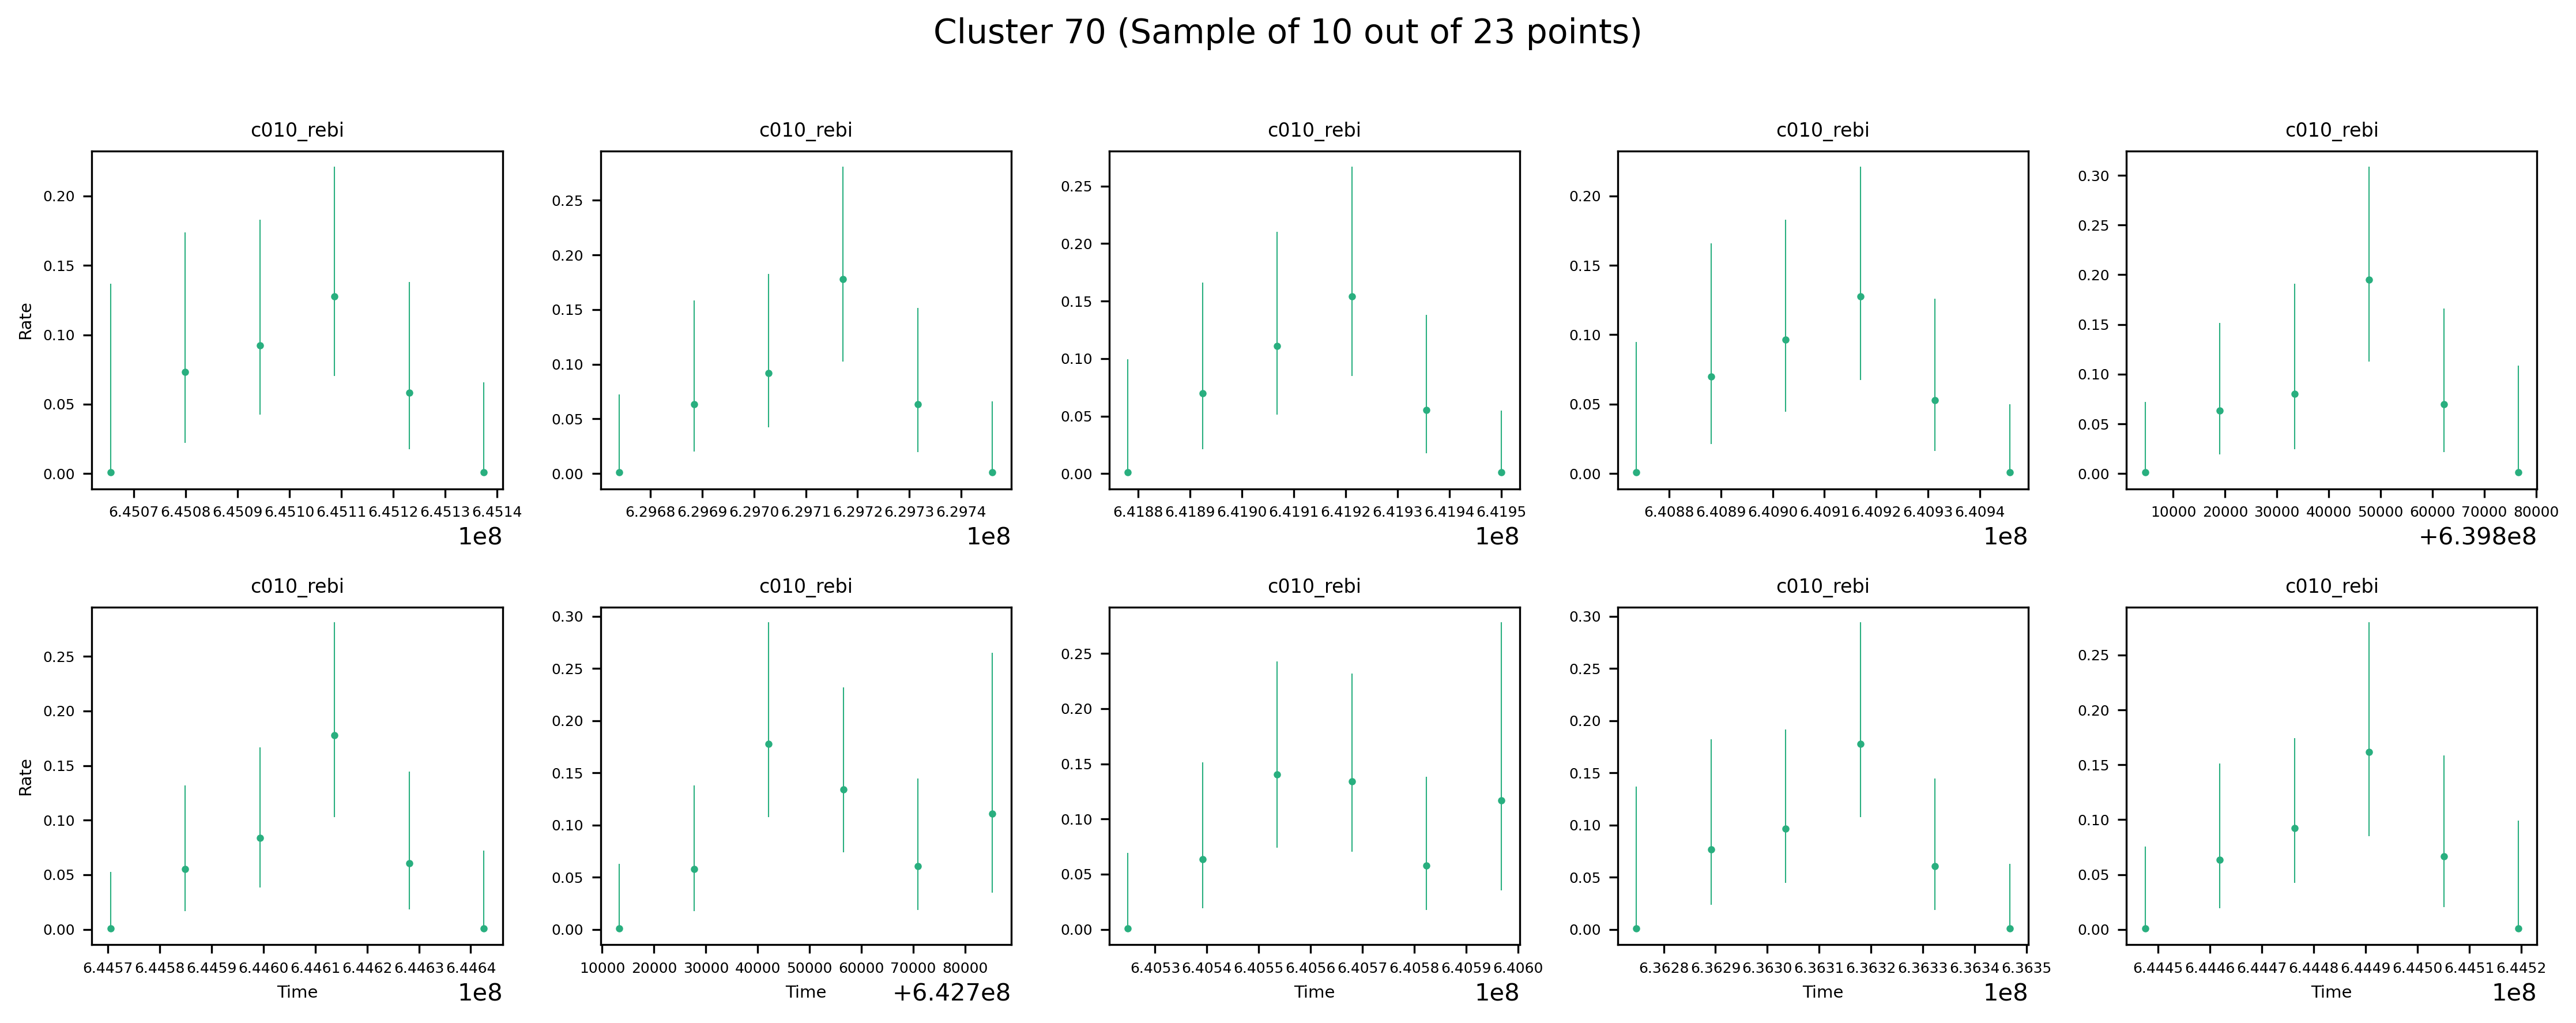 Cluster 70 (Sample of 10 out of 23 points)
c010_rebi c010_rebi c010_rebi c010_rebi c010_rebi
Rate
0.20 0.15 0.10 0.05 0.00
0.25 0.20 0.15 0.10 0.05 0.00
0.25 0.20 0.15 0.10 0.05 0.00
0.20 0.15 0.10 0.05 0.00
0.30 0.25 0.20 0.15 0.10 0.05 0.00
6.4507 6.4508 6.4509 6.4510 6.4511 6.4512 6.4513 6.4514
6.2968 6.2969 6.2970 6.2971 6.2972 6.2973 6.2974
6.4188 6.4189 6.4190 6.4191 6.4192 6.4193 6.4194 6.4195
6.4088 6.4089 6.4090 6.4091 6.4092 6.4093 6.4094
10000 20000 30000 40000 50000 60000 70000 80000
1e8 1e8 1e8 1e8 +6.398e8
c010_rebi c010_rebi c010_rebi c010_rebi c010_rebi
Rate
0.25 0.20 0.15 0.10 0.05 0.00
0.30 0.25 0.20 0.15 0.10 0.05 0.00
0.25 0.20 0.15 0.10 0.05 0.00
0.30 0.25 0.20 0.15 0.10 0.05 0.00
0.25 0.20 0.15 0.10 0.05 0.00
6.4457 6.4458 6.4459 6.4460 6.4461 6.4462 6.4463 6.4464
10000 20000 30000 40000 50000 60000 70000 80000
6.4053 6.4054 6.4055 6.4056 6.4057 6.4058 6.4059 6.4060
6.3628 6.3629 6.3630 6.3631 6.3632 6.3633 6.3634 6.3635
6.4445 6.4446 6.4447 6.4448 6.4449 6.4450 6.4451 6.4452
Time 1e8 Time +6.427e8 Time 1e8 Time 1e8 Time 1e8